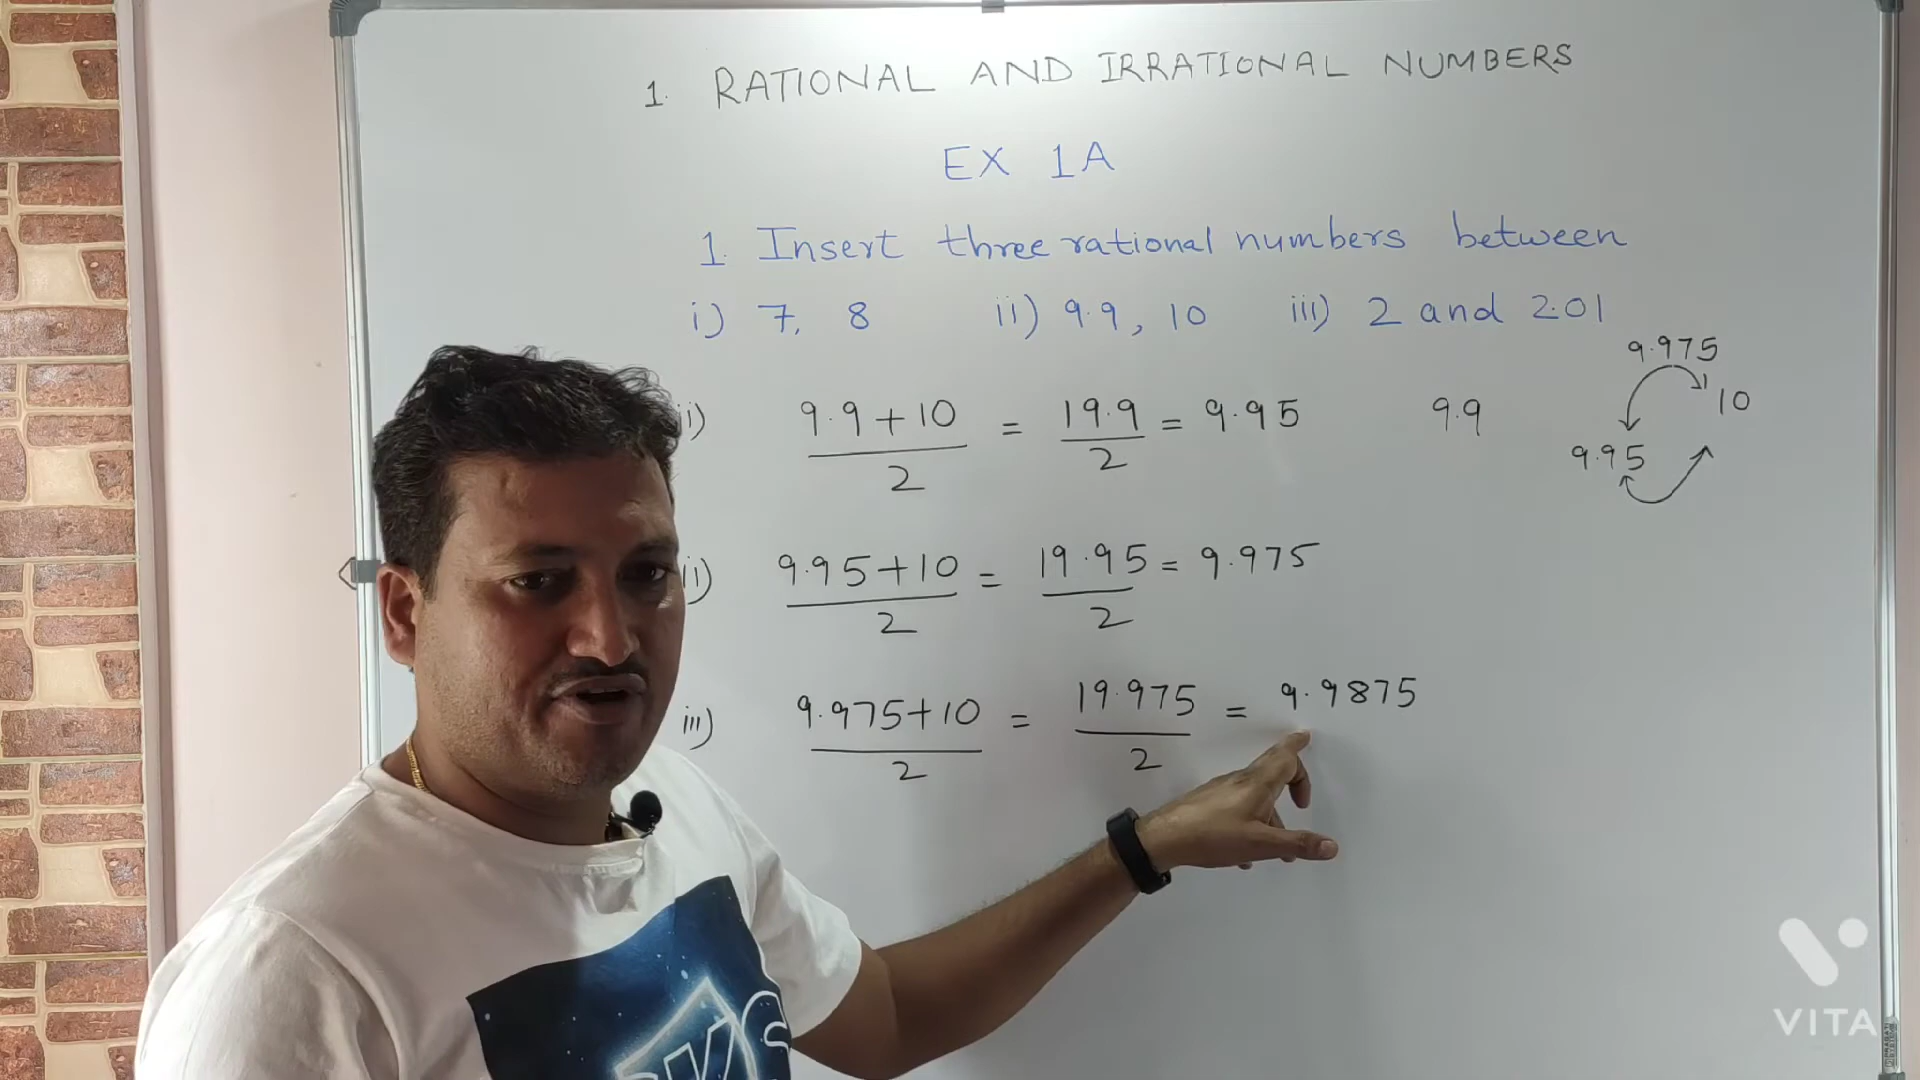 1. RATIONAL AND IRRATIONAL NUMBERS
EX 1A
1. Insert three rational numbers between
i) 7, 8 ii) 9.9, 10 iii) 2 and 2.01
9.975
i) 9.9+10/2 = 19.9/2 = 9.95 9.9 10
9.95
ii) 9.95+10/2 = 19.95/2 = 9.975
iii) 9.975+10/2 = 19.975/2 = 9.9875
VITA